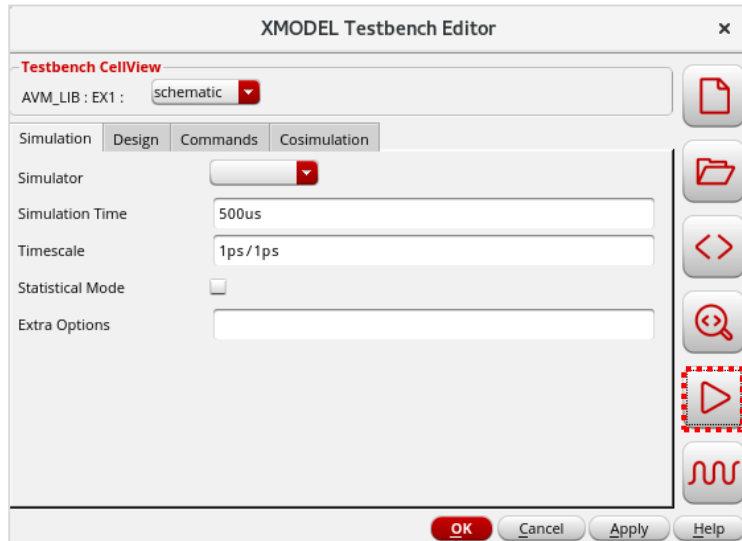 XMODEL Testbench Editor
Testbench CellView
AVM_LIB : EX1 : schematic
Simulation Design Commands Cosimulation
Simulator
Simulation Time 500us
Timescale 1ps/1ps
Statistical Mode
Extra Options
OK Cancel Apply Help